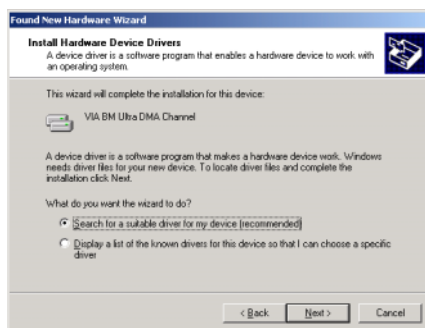 Found New Hardware Wizard
Install Hardware Device Drivers
A device driver is a software program that enables a hardware device to work with
an operating system.
This wizard will complete the installation for this device:
VIA BM Ultra DMA Channel
A device driver is a software program that makes a hardware device work. Windows
needs driver files for your new device. To locate driver files and complete the
installation click Next.
What do you want the wizard to do?
Search for a suitable driver for my device (recommended)
Display a list of the known drivers for this device so that I can choose a specific
driver
< Back Next > Cancel